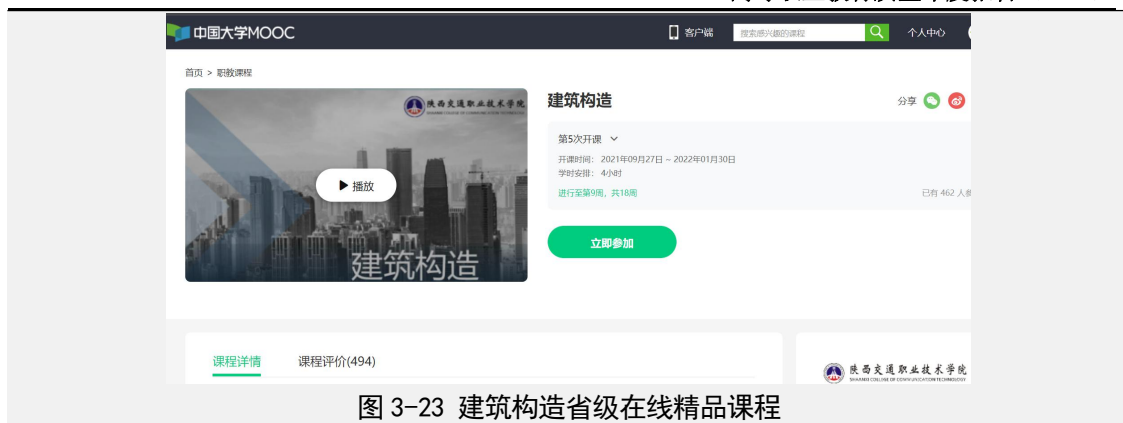 中国大学MOOC
客户端
搜索感兴趣的课程
个人中心
首页 > 职教课程
陕西交通职业技术学院
建筑构造
分享
第5次开课
开课时间: 2021年09月27日 ~ 2022年01月30日
学时安排: 4小时
进行至第9周, 共18周
已有 462 人参
播放
立即参加
建筑构造
课程详情
课程评价(494)
陕西交通职业技术学院
SHAANXI COLLEGE OF COMMUNICATION TECHNOLOGY
图 3-23 建筑构造省级在线精品课程